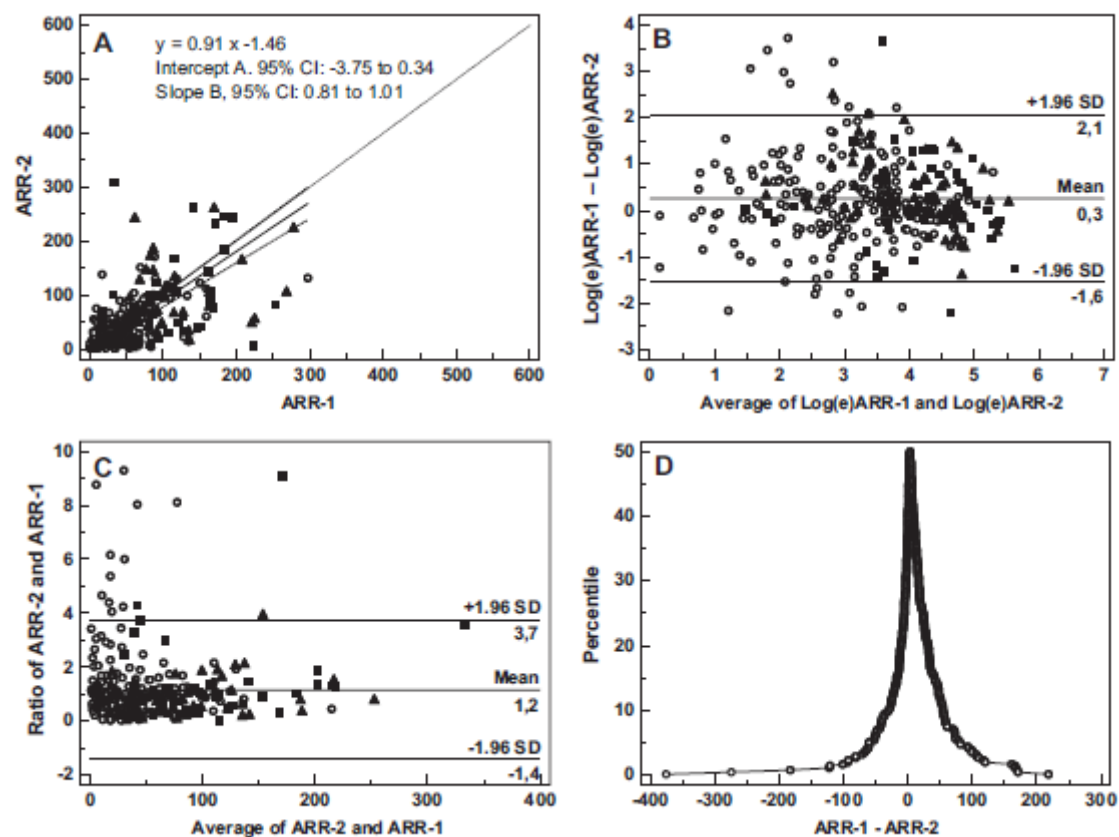 A
y = 0.91 x -1.46
Intercept A. 95% CI: -3.75 to 0.34
Slope B, 95% CI: 0.81 to 1.01
ARR-2
600
500
400
300
200
100
0
0 100 200 300 400 500 600
ARR-1
B
Log(e)ARR-1 – Log(e)ARR-2
4
3
2
1
0
-1
-2
-3
+1.96 SD
2,1
Mean
0,3
-1.96 SD
-1,6
0 1 2 3 4 5 6 7
Average of Log(e)ARR-1 and Log(e)ARR-2
C
Ratio of ARR-2 and ARR-1
10
8
6
4
2
0
-2
+1.96 SD
3,7
Mean
1,2
-1.96 SD
-1,4
0 100 200 300 400
Average of ARR-2 and ARR-1
D
Percentile
50
40
30
20
10
0
-400 -300 -200 -100 0 100 200 300
ARR-1 - ARR-2